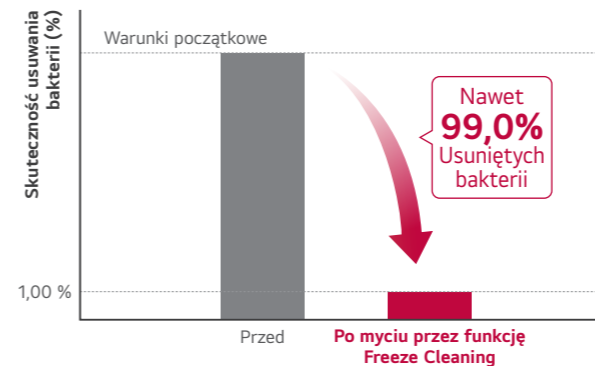 Skuteczność usuwania
bakterii (%)
Warunki początkowe
Nawet
99,0%
Usuniętych
bakterii
1,00 %
Przed
Po myciu przez funkcję
Freeze Cleaning